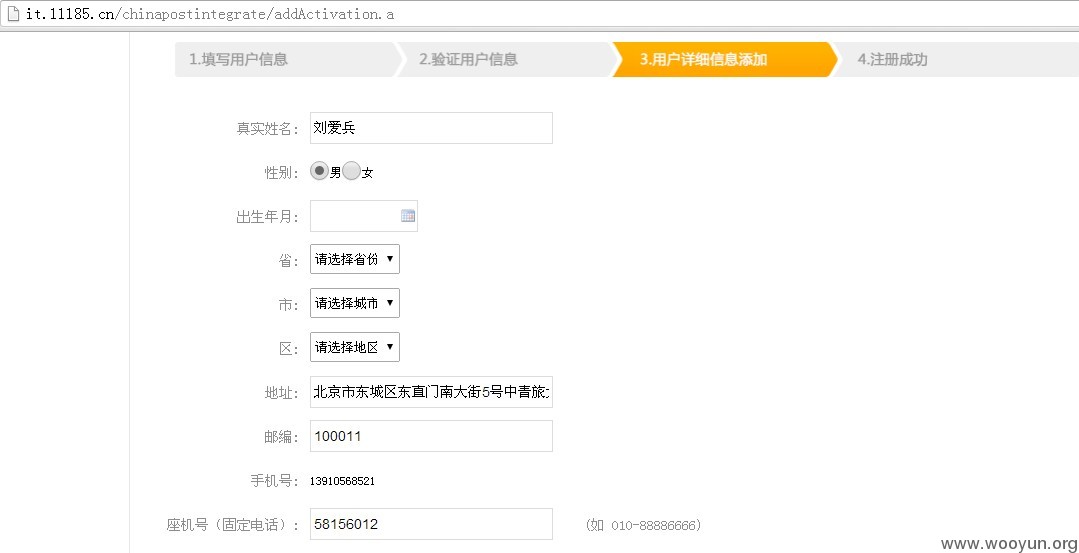 it.11185.cn/chinapostintegrate/addActivation.a
1.填写用户信息 2.验证用户信息 3.用户详细信息添加 4.注册成功
真实姓名： 刘爱兵
性别： 男 女
出生年月：
省： 请选择省份
市： 请选择城市
区： 请选择地区
地址： 北京市东城区东直门南大街5号中青旅
邮编： 100011
手机号： 13910568521
座机号（固定电话）： 58156012 (如 010-88886666)
www.wooyun.org